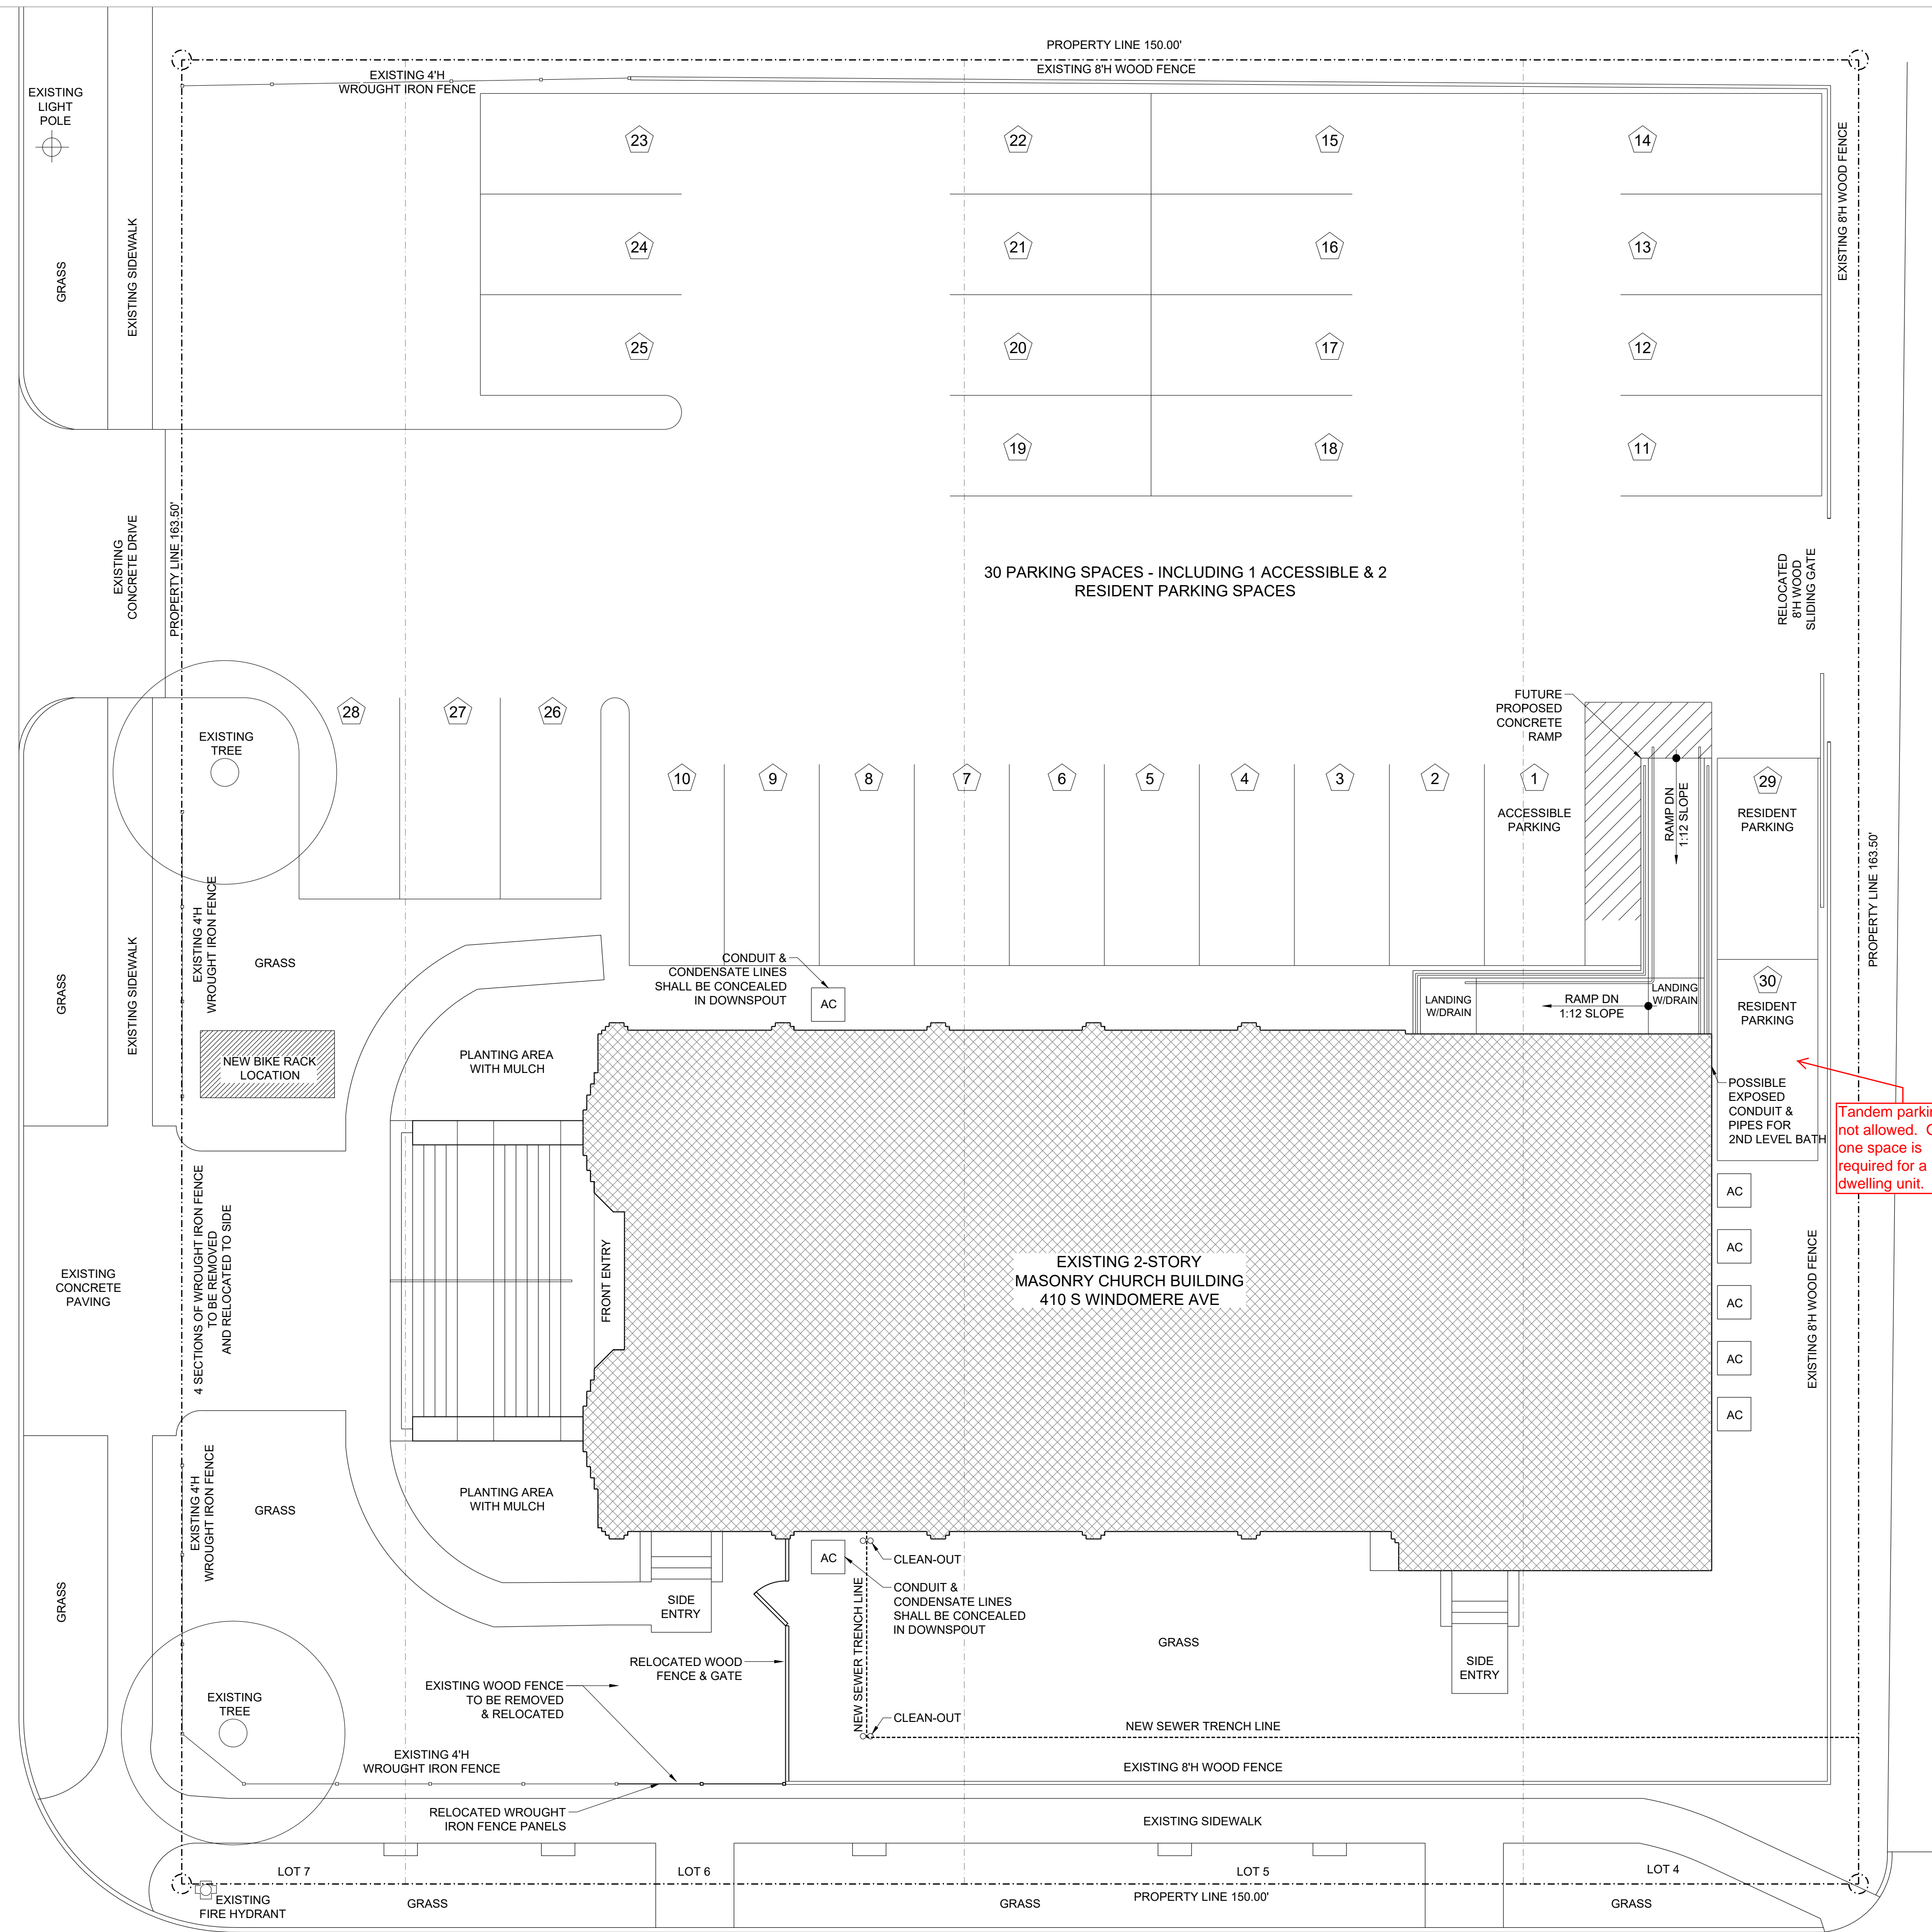 PROPERTY LINE 150.00'
EXISTING 4'H
WROUGHT IRON FENCE
EXISTING 8'H WOOD FENCE
EXISTING
LIGHT
POLE
GRASS
EXISTING SIDEWALK
23
22
15
14
24
21
16
13
25
20
17
12
19
18
11
EXISTING 8'H WOOD FENCE
EXISTING
CONCRETE DRIVE
PROPERTY LINE 163.50'
30 PARKING SPACES - INCLUDING 1 ACCESSIBLE & 2
RESIDENT PARKING SPACES
RELOCATED
8'H WOOD
SLIDING GATE
EXISTING
TREE
28
27
26
10
9
8
7
6
5
4
3
2
1
ACCESSIBLE
PARKING
FUTURE
PROPOSED
CONCRETE
RAMP
RAMP DN
1:12 SLOPE
29
RESIDENT
PARKING
30
RESIDENT
PARKING
PROPERTY LINE 163.50'
EXISTING 4'H
WROUGHT IRON FENCE
GRASS
GRASS
EXISTING SIDEWALK
CONDUIT &
CONDENSATE LINES
SHALL BE CONCEALED
IN DOWNSPOUT
AC
LANDING
W/DRAIN
RAMP DN
1:12 SLOPE
LANDING
W/DRAIN
NEW BIKE RACK
LOCATION
PLANTING AREA
WITH MULCH
POSSIBLE
EXPOSED
CONDUIT &
PIPES FOR
2ND LEVEL BATH
Tandem
not allowed.
one space is
required for a
dwelling unit.
AC
AC
AC
AC
AC
EXISTING 8'H WOOD FENCE
EXISTING
CONCRETE
PAVING
4 SECTIONS OF WROUGHT IRON FENCE
TO BE REMOVED
AND RELOCATED TO SIDE
FRONT ENTRY
EXISTING 2-STORY
MASONRY CHURCH BUILDING
410 S WINDOMERE AVE
EXISTING 4'H
WROUGHT IRON FENCE
GRASS
GRASS
PLANTING AREA
WITH MULCH
SIDE
ENTRY
AC
CLEAN-OUT
CONDUIT &
CONDENSATE LINES
SHALL BE CONCEALED
IN DOWNSPOUT
NEW SEWER TRENCH LINE
GRASS
SIDE
ENTRY
RELOCATED WOOD
FENCE & GATE
EXISTING WOOD FENCE
TO BE REMOVED
& RELOCATED
EXISTING
TREE
CLEAN-OUT
NEW SEWER TRENCH LINE
EXISTING 4'H
WROUGHT IRON FENCE
EXISTING 8'H WOOD FENCE
RELOCATED WROUGHT
IRON FENCE PANELS
EXISTING SIDEWALK
LOT 7
LOT 6
LOT 5
LOT 4
EXISTING
FIRE HYDRANT
GRASS
GRASS
PROPERTY LINE 150.00'
GRASS